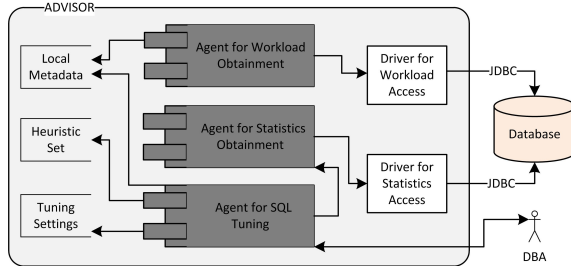 ADVISOR
Local
Metadata
Agent for Workload
Obtainment
Driver for
Workload
Access
JDBC
Heuristic
Set
Agent for Statistics
Obtainment
Database
Driver for
Statistics
Access
JDBC
Tuning
Settings
Agent for SQL
Tuning
DBA